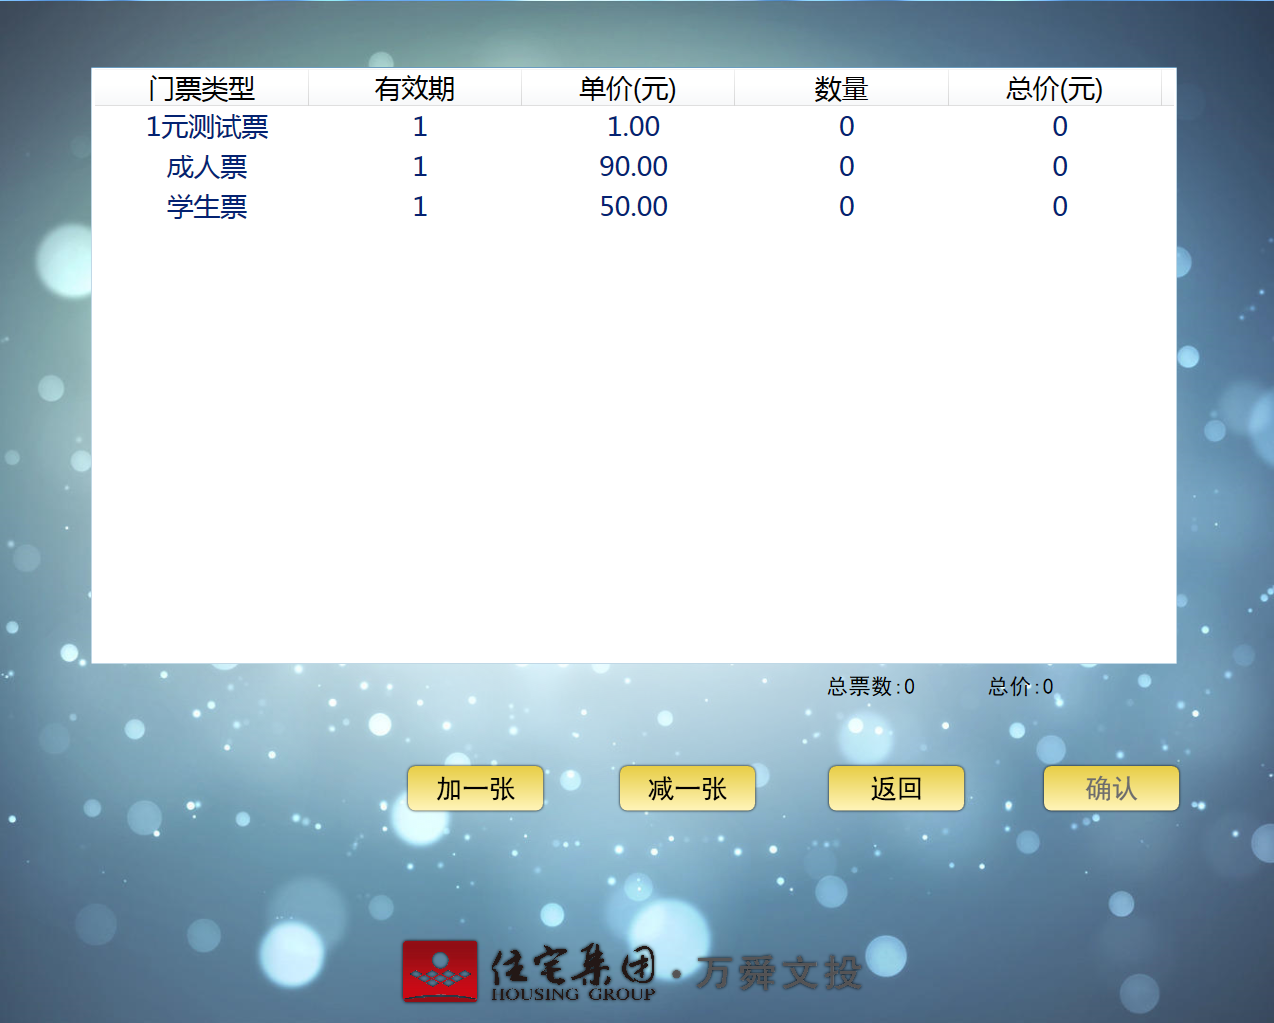 门票类型 有效期 单价(元) 数量 总价(元)
1元测试票 1 1.00 0 0
成人票 1 90.00 0 0
学生票 1 50.00 0 0
总票数:0 总价:0
加一张 减一张 返回 确认
住宅集团·万舜文投
HOUSING GROUP